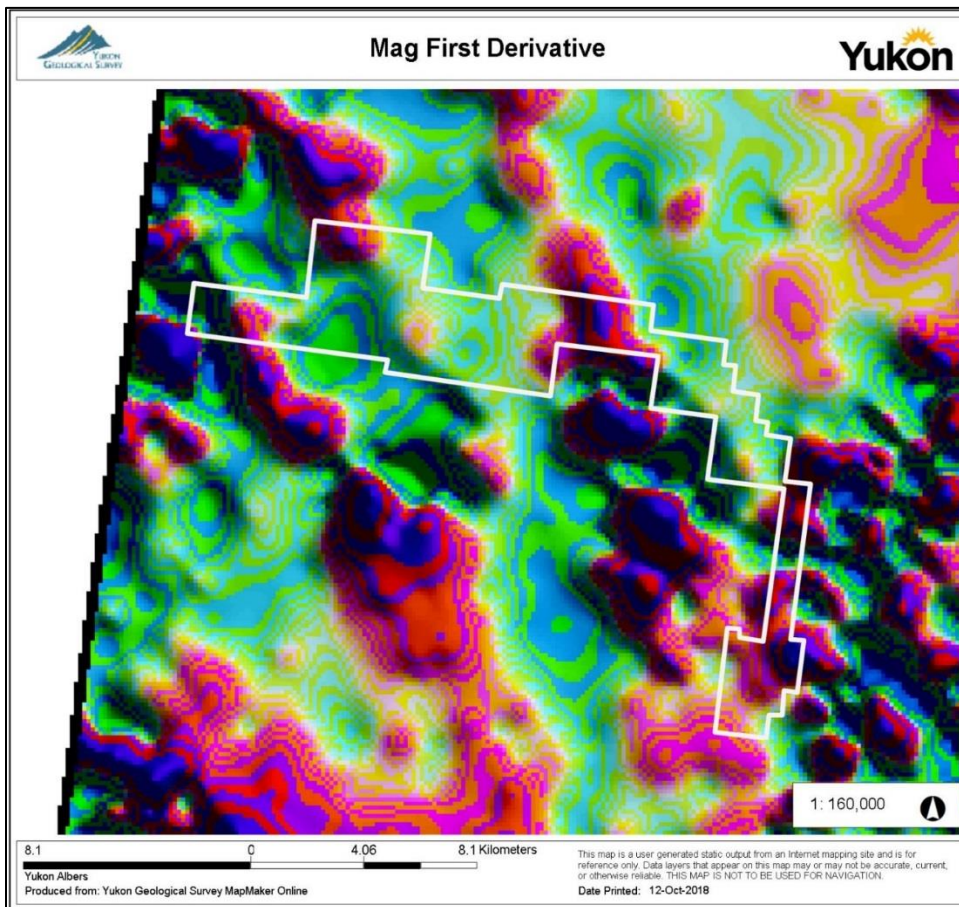 YUKON
GEOLOGICAL SURVEY
Mag First Derivative
Yukon
1: 160,000
8.1 0 4.06 8.1 Kilometers
Yukon Albers
Produced from: Yukon Geological Survey MapMaker Online
This map is a user generated static output from an Internet mapping site and is for
reference only. Data layers that appear on this map may or may not be accurate, current,
or otherwise reliable. THIS MAP IS NOT TO BE USED FOR NAVIGATION.
Date Printed: 12-Oct-2018